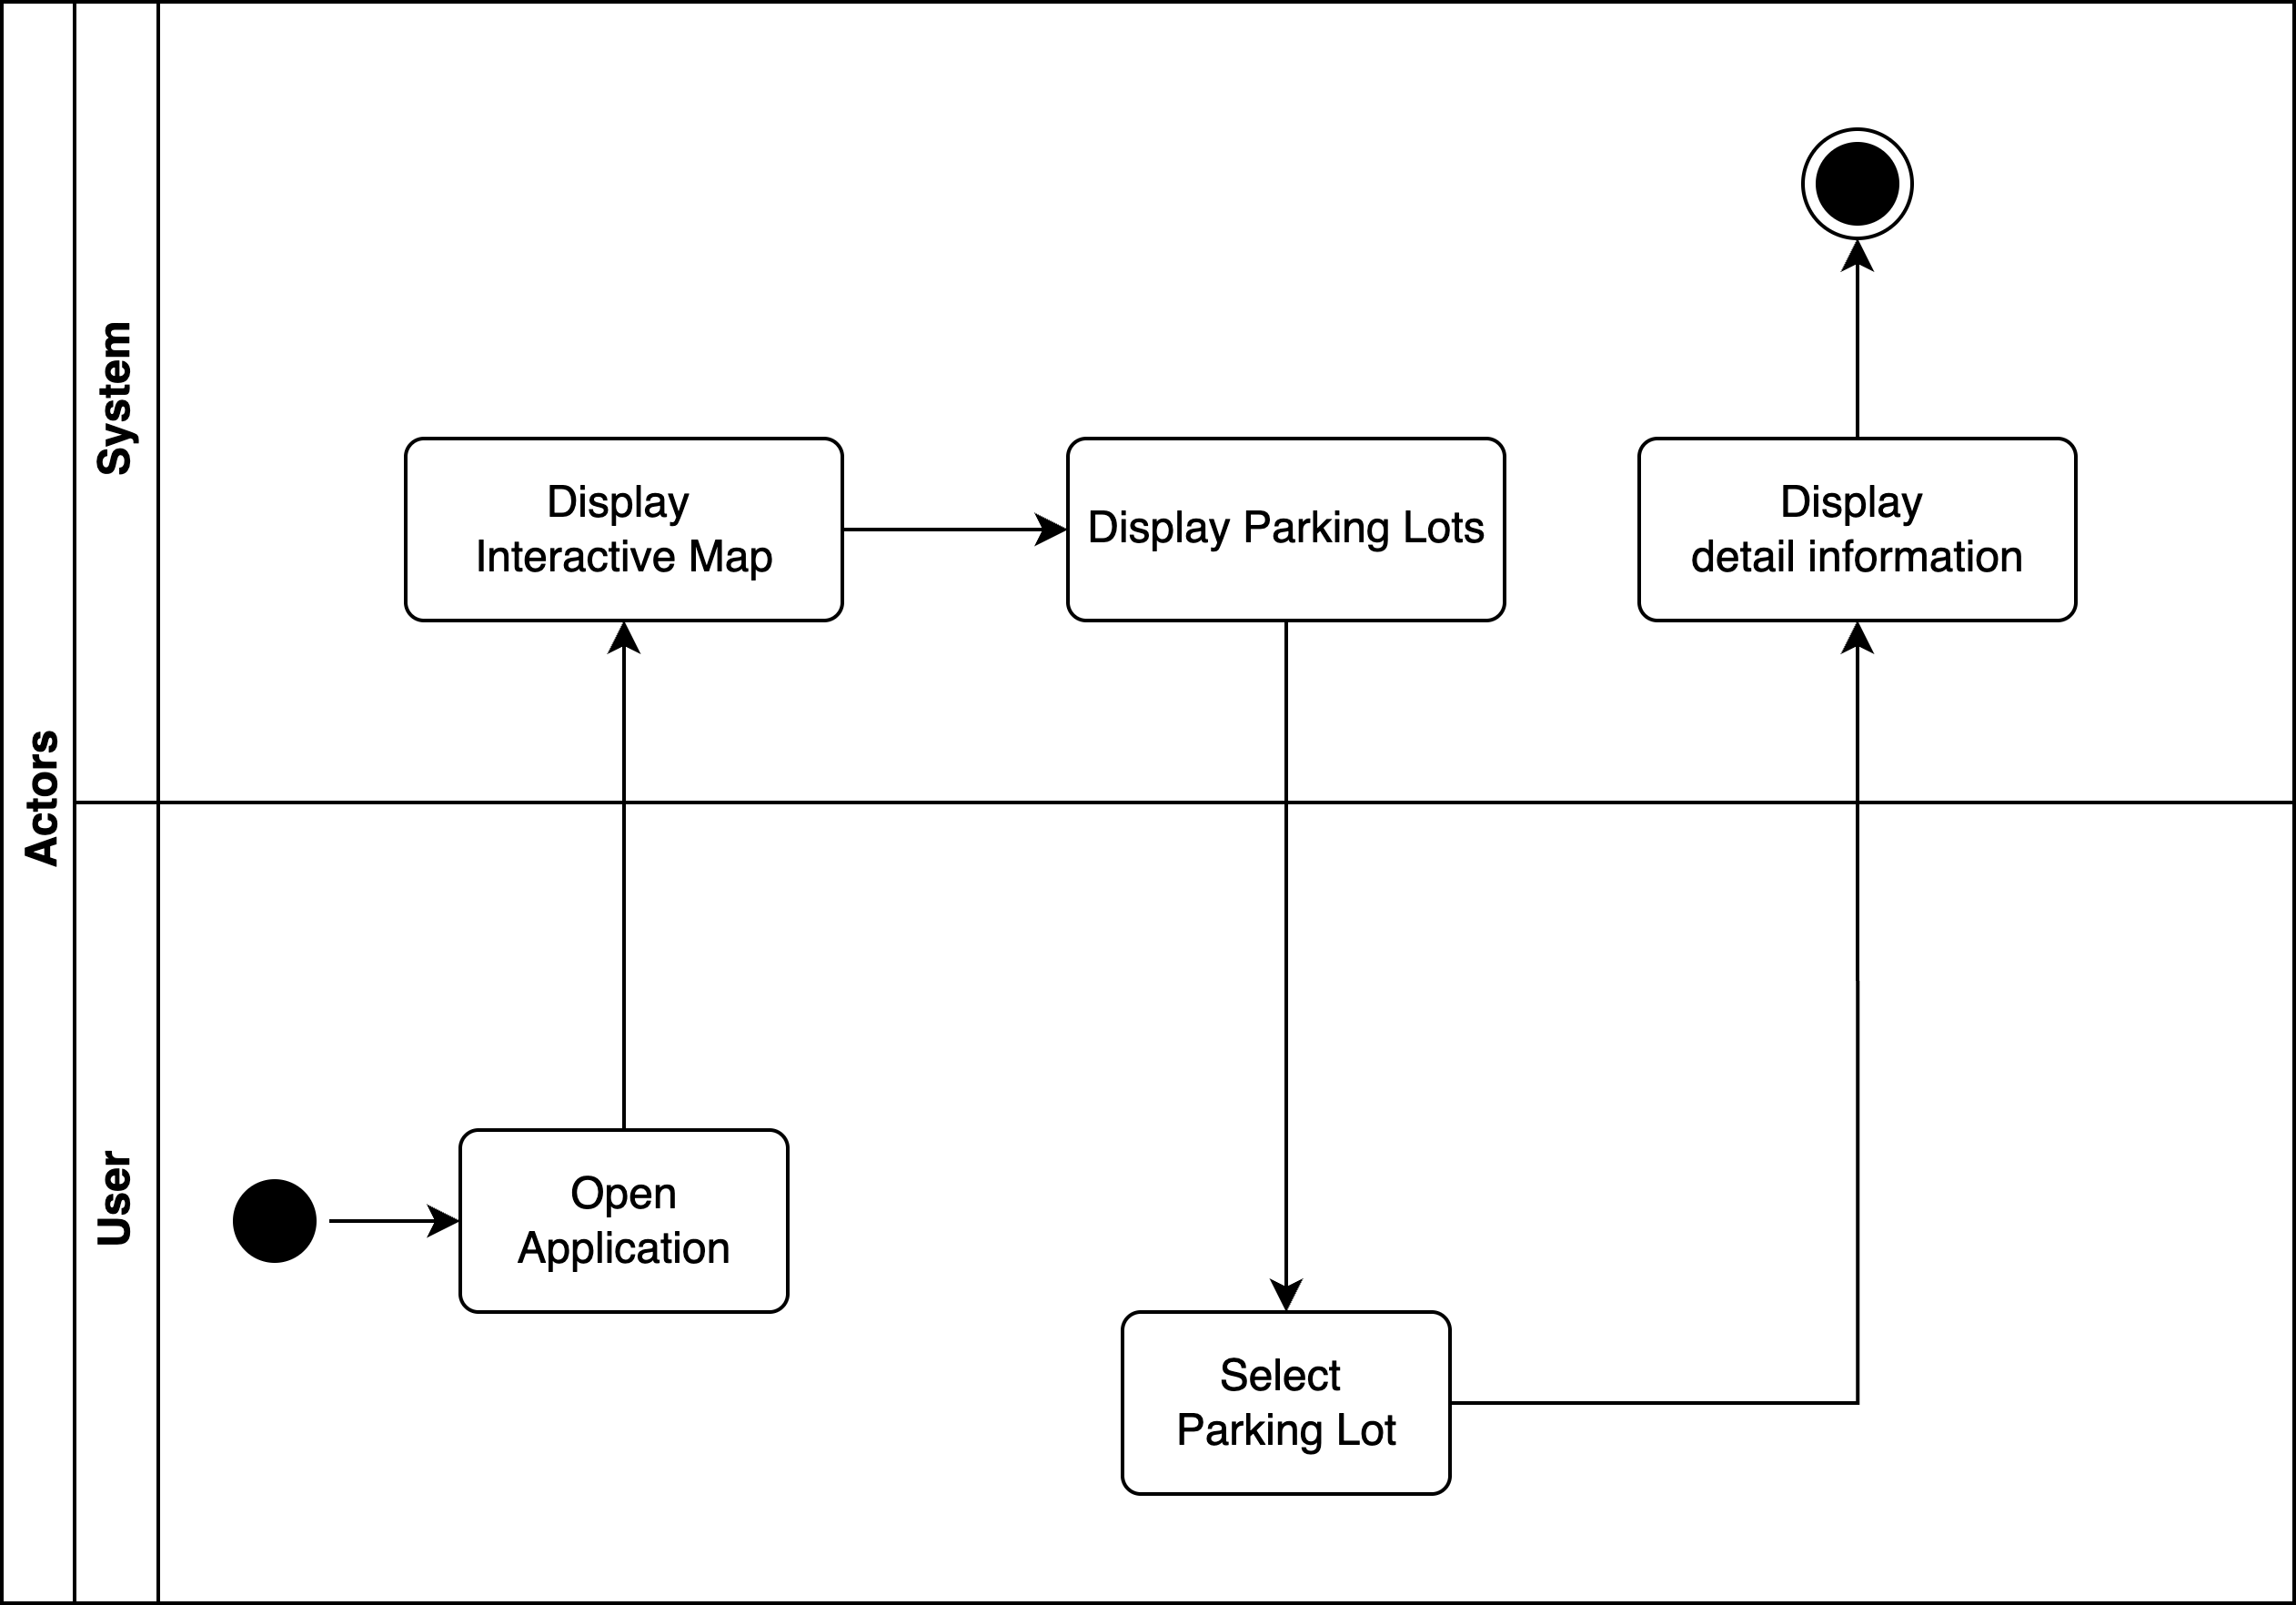 Actors
System
Display
Interactive Map
Display Parking Lots
Display
detail information
User
Open
Application
Select
Parking Lot